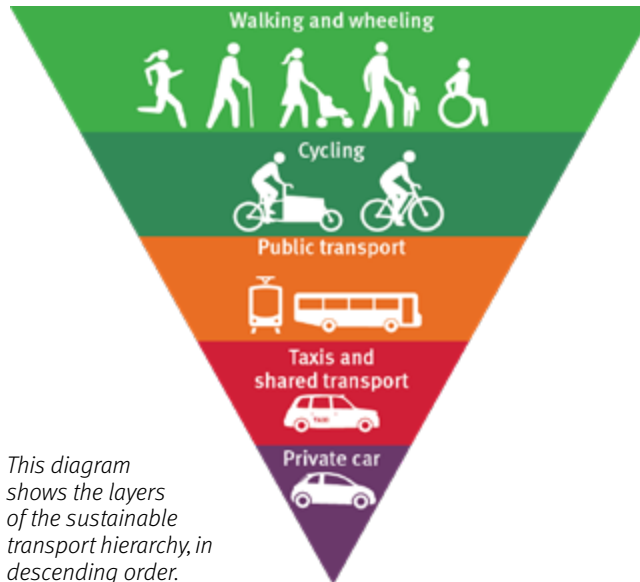 Walking and wheeling
Cycling
Public transport
Taxis and
shared transport
TAXI
Private car
This diagram
shows the layers
of the sustainable
transport hierarchy, in
descending order.